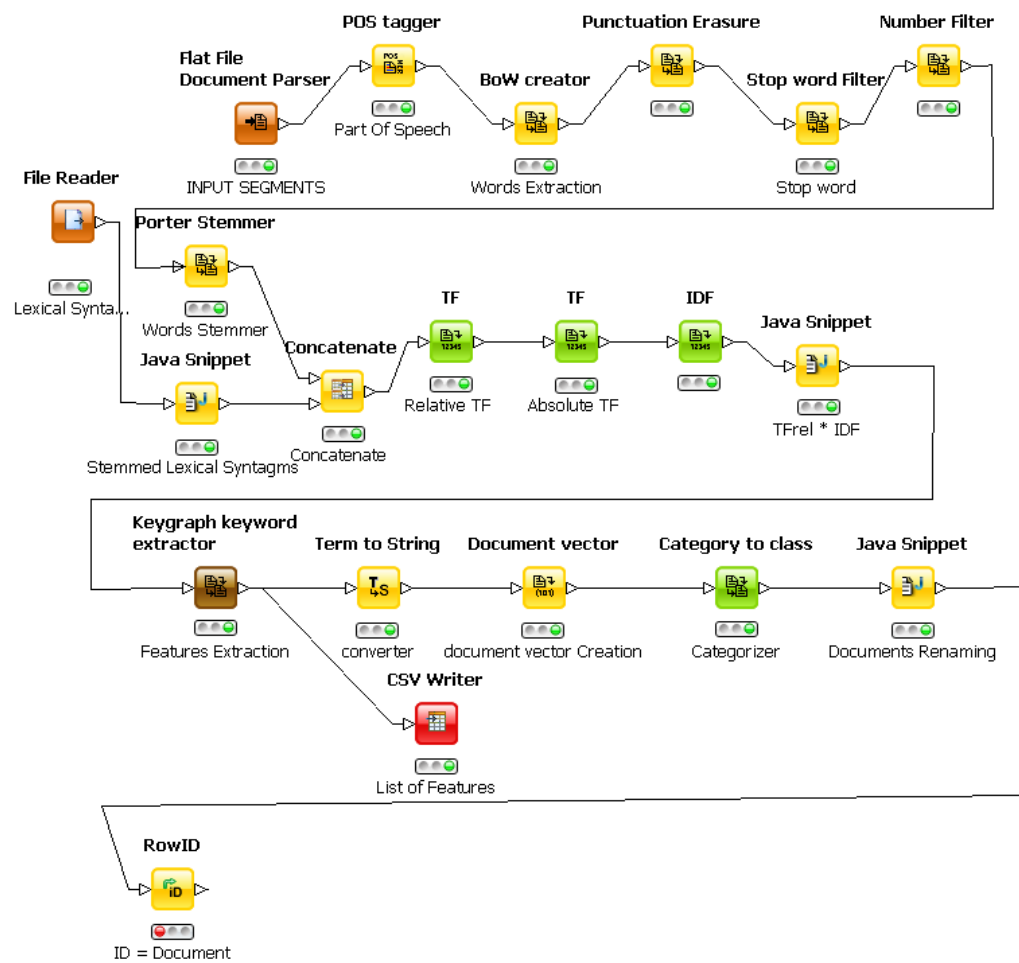 POS tagger
Punctuation Erasure
Number Filter
Flat File
Document Parser
BoW creator
Stop word Filter
Part Of Speech
INPUT SEGMENTS
Words Extraction
Stop word
File Reader
Porter Stemmer
Lexical Synta...
Words Stemmer
TF
TF
IDF
Java Snippet
Java Snippet
Concatenate
Relative TF
Absolute TF
TFrel * IDF
Concatenate
Stemmed Lexical Syntagms
Keygraph keyword
extractor
Term to String
Document vector
Category to class
Java Snippet
Features Extraction
converter
document vector Creation
Categorizer
Documents Renaming
CSV Writer
List of Features
RowID
ID = Document